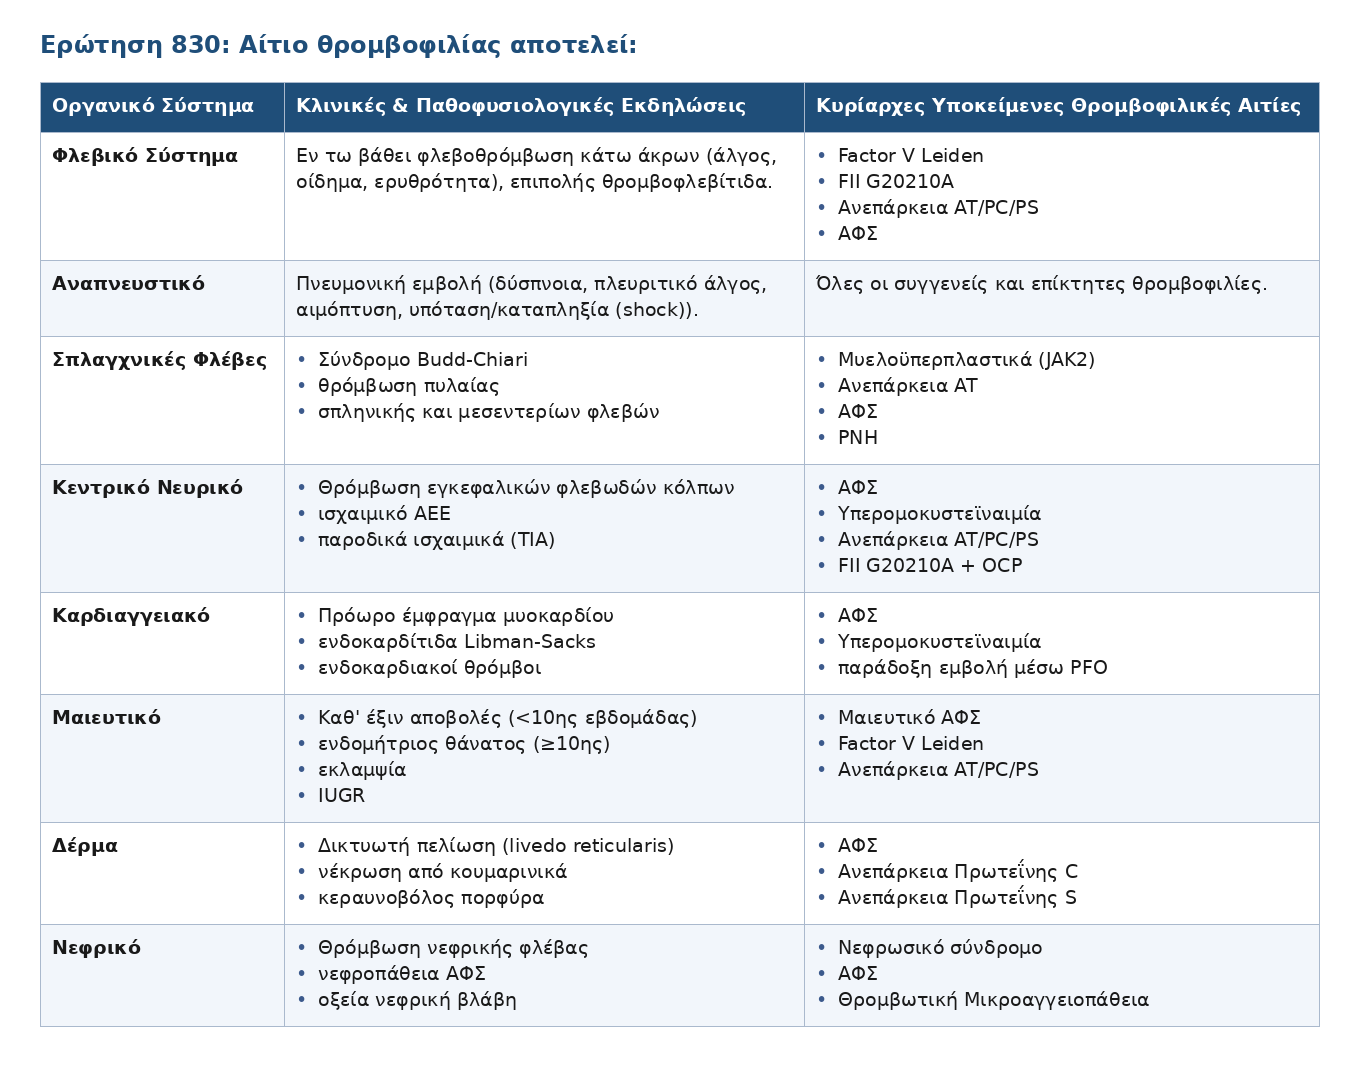 Ερώτηση 830: Αίτιο θρομβοφιλίας αποτελεί:
Οργανικό Σύστημα
Κλινικές & Παθοφυσιολογικές Εκδηλώσεις
Κυρίαρχες Υποκείμενες Θρομβοφιλικές Αιτίες
Φλεβικό Σύστημα
Εν τω βάθει φλεβοθρόμβωση κάτω άκρων (άλγος,
οίδημα, ερυθρότητα), επιπολής θρομβοφλεβίτιδα.
• Factor V Leiden
• FII G20210A
• Ανεπάρκεια AT/PC/PS
• ΑΦΣ
Αναπνευστικό
Πνευμονική εμβολή (δύσπνοια, πλευριτικό άλγος,
αιμόπτυση, υπόταση/καταπληξία (shock)).
Όλες οι συγγενείς και επίκτητες θρομβοφιλίες.
Σπλαγχνικές Φλέβες
• Σύνδρομο Budd-Chiari
• θρόμβωση πυλαίας
• σπληνικής και μεσεντερίων φλεβών
• Μυελοϋπερπλαστικά (JAK2)
• Ανεπάρκεια AT
• ΑΦΣ
• PNH
Κεντρικό Νευρικό
• Θρόμβωση εγκεφαλικών φλεβωδών κόλπων
• ισχαιμικό ΑΕΕ
• παροδικά ισχαιμικά (TIA)
• ΑΦΣ
• Υπερομοκυστεϊναιμία
• Ανεπάρκεια AT/PC/PS
• FII G20210A + OCP
Καρδιαγγειακό
• Πρόωρο έμφραγμα μυοκαρδίου
• ενδοκαρδίτιδα Libman-Sacks
• ενδοκαρδιακοί θρόμβοι
• ΑΦΣ
• Υπερομοκυστεϊναιμία
• παράδοξη εμβολή μέσω PFO
Μαιευτικό
• Καθ' έξιν αποβολές (<10ης εβδομάδας)
• ενδομήτριος θάνατος (≥10ης)
• εκλαμψία
• IUGR
• Μαιευτικό ΑΦΣ
• Factor V Leiden
• Ανεπάρκεια AT/PC/PS
Δέρμα
• Δικτυωτή πελίωση (livedo reticularis)
• νέκρωση από κουμαρινικά
• κεραυνοβόλος πορφύρα
• ΑΦΣ
• Ανεπάρκεια Πρωτεΐνης C
• Ανεπάρκεια Πρωτεΐνης S
Νεφρικό
• Θρόμβωση νεφρικής φλέβας
• νεφροπάθεια ΑΦΣ
• οξεία νεφρική βλάβη
• Νεφρωσικό σύνδρομο
• ΑΦΣ
• Θρομβωτική Μικροαγγειοπάθεια